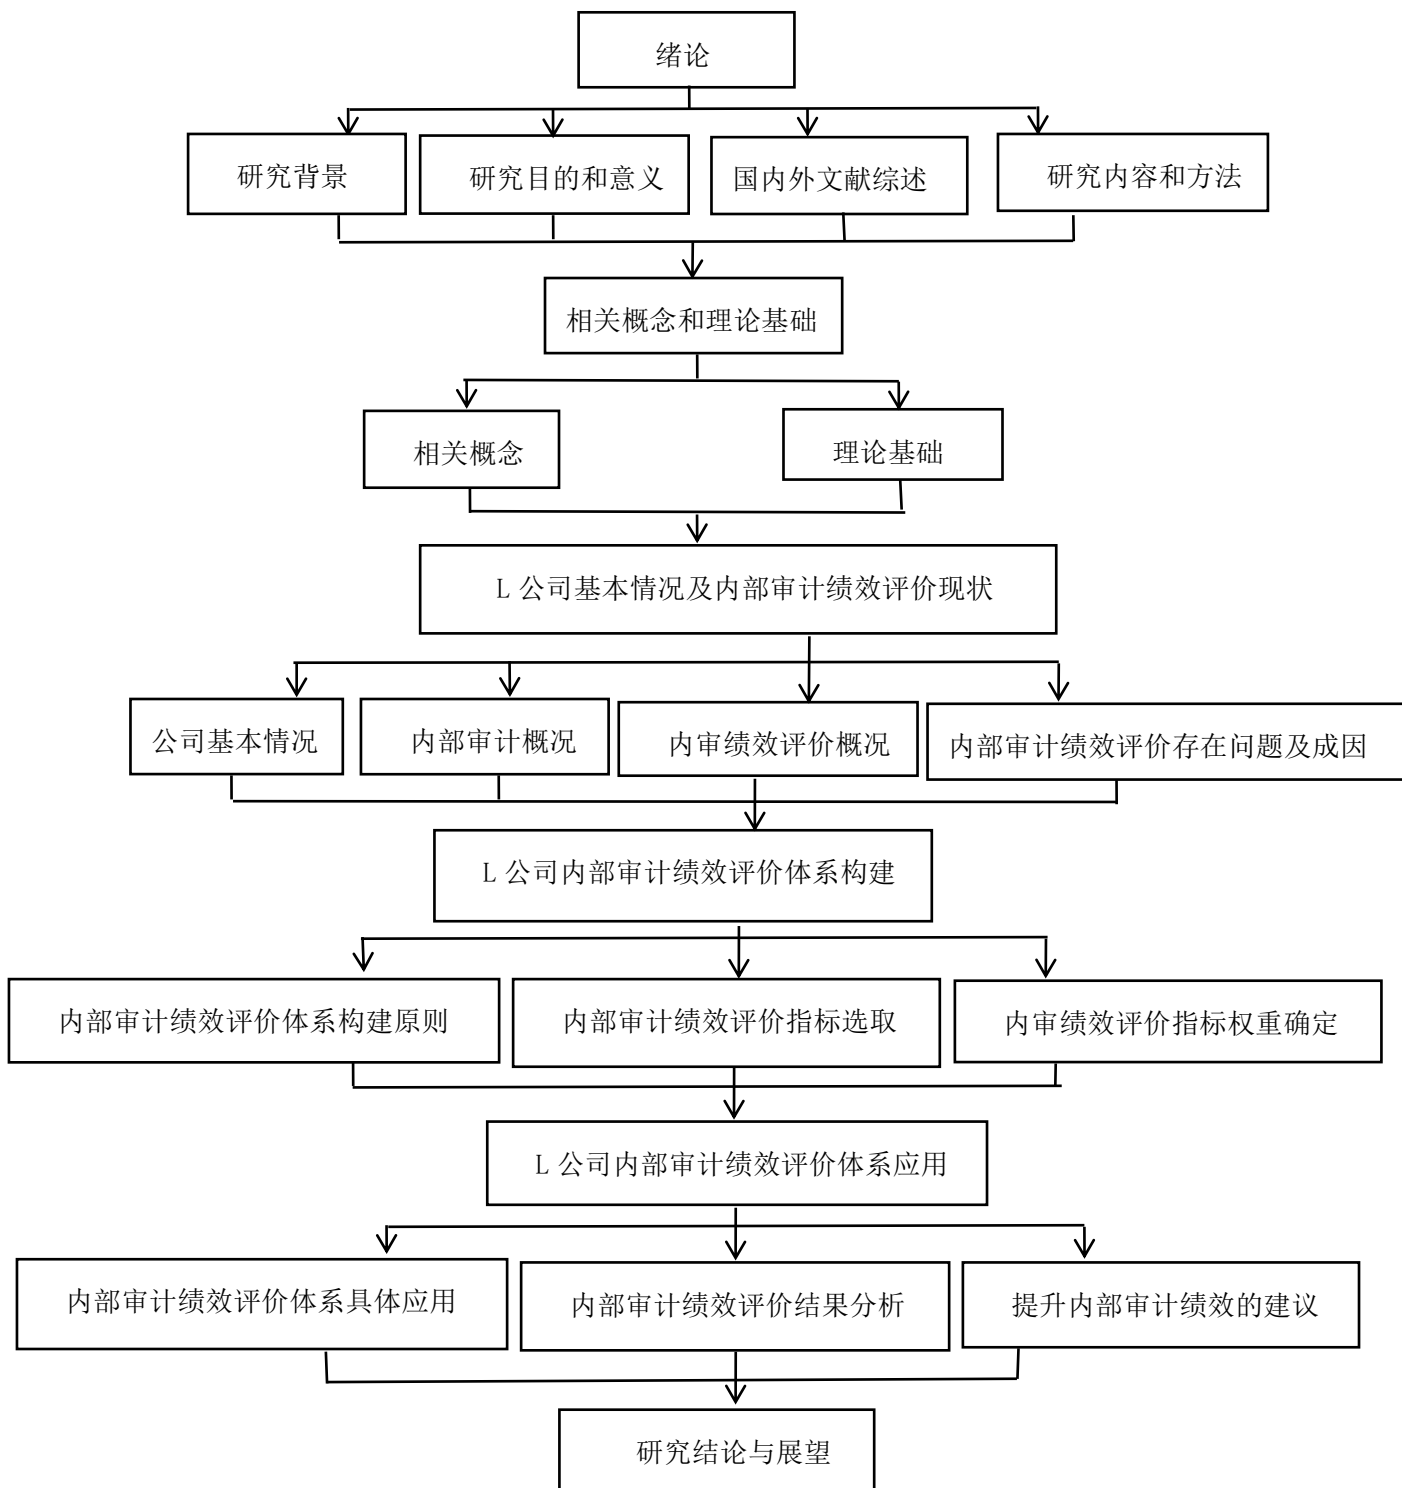 绪论
研究背景
研究目的和意义
国内外文献综述
研究内容和方法
相关概念和理论基础
相关概念
理论基础
L 公司基本情况及内部审计绩效评价现状
公司基本情况
内部审计概况
内审绩效评价概况
内部审计绩效评价存在问题及成因
L 公司内部审计绩效评价体系构建
内部审计绩效评价体系构建原则
内部审计绩效评价指标选取
内审绩效评价指标权重确定
L 公司内部审计绩效评价体系应用
内部审计绩效评价体系具体应用
内部审计绩效评价结果分析
提升内部审计绩效的建议
研究结论与展望